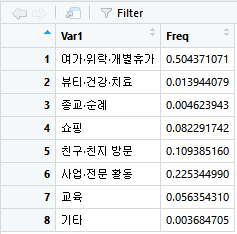 Filter
Var1 Freq
1 여가·위락·개별휴가 0.504371071
2 뷰티·건강·치료 0.013944079
3 종교·순례 0.004623943
4 쇼핑 0.082291742
5 친구·친지 방문 0.109385160
6 사업·전문 활동 0.225344990
7 교육 0.056354310
8 기타 0.003684705